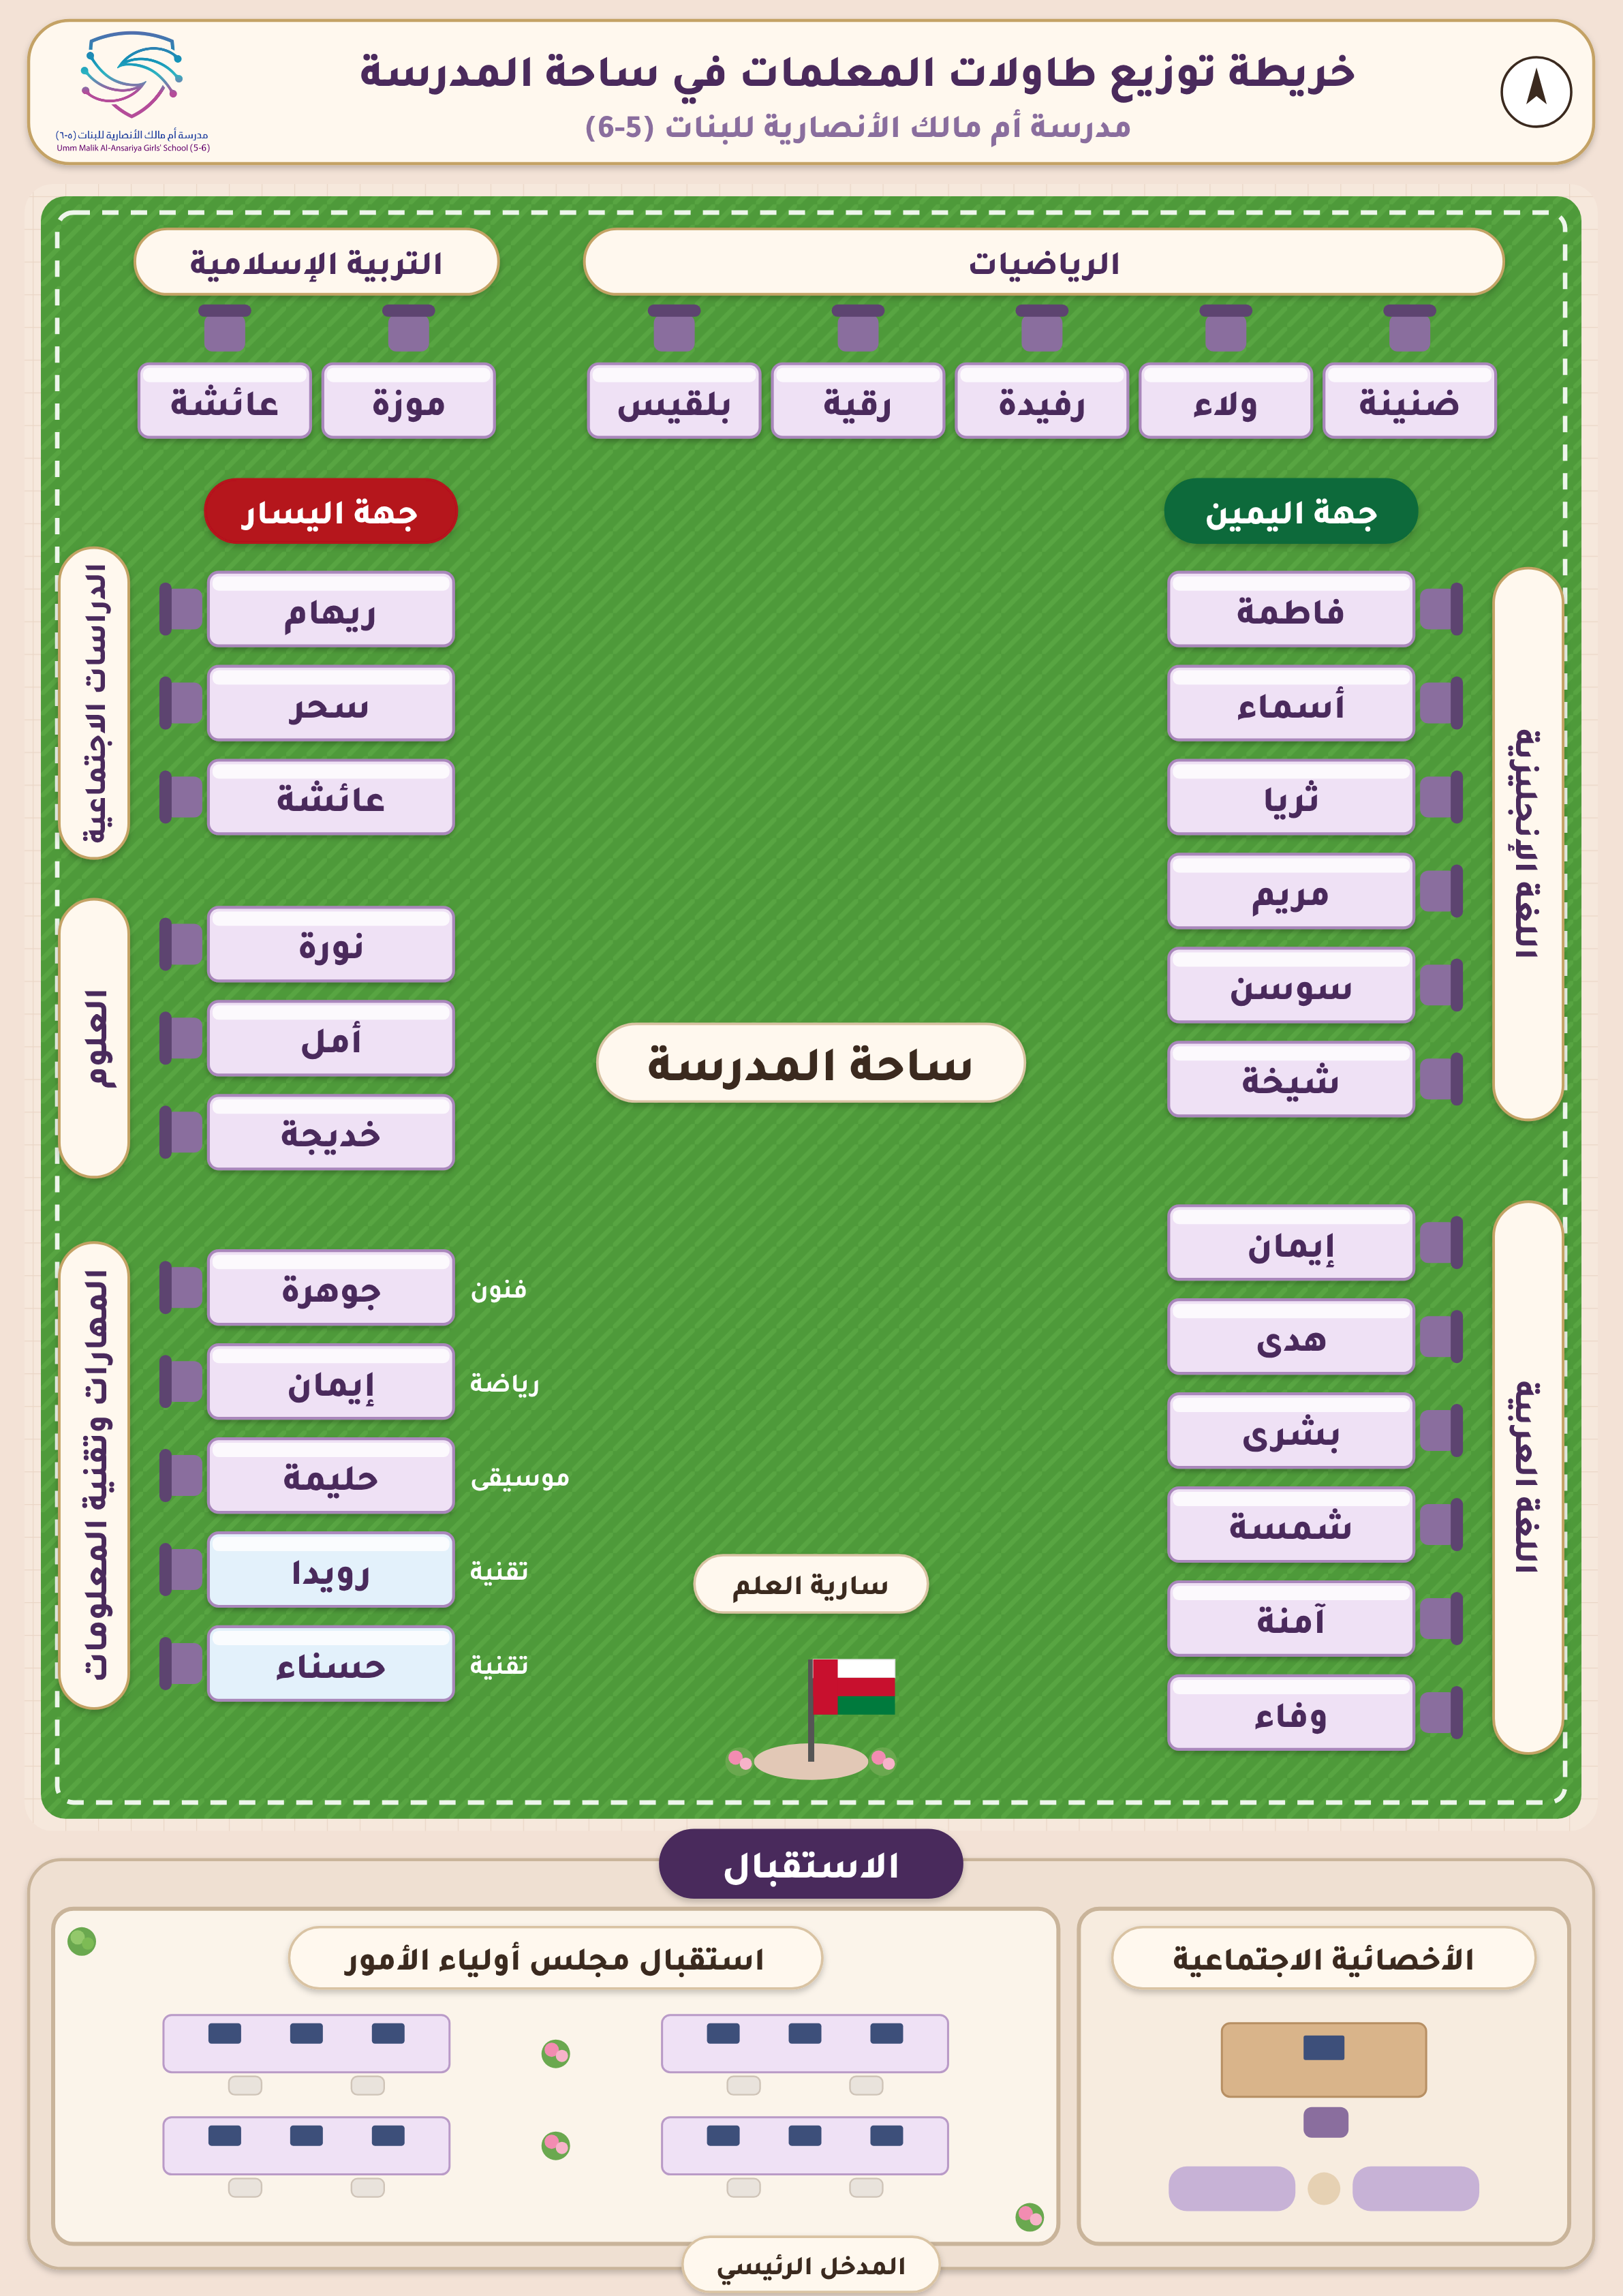 خريطة توزيع طاولات المعلمات في ساحة المدرسة
مدرسة أم مالك الأنصارية للبنات (5-6)
مدرسة أم مالك الأنصارية للبنات (٥-٦)
Umm Malik Al-Ansariya Girls' School (5-6)
الرياضيات
التربية الإسلامية
ضنينة
ولاء
رفيدة
رقية
بلقيس
موزة
عائشة
جهة اليمين
جهة اليسار
اللغة الإنجليزية
فاطمة
أسماء
ثريا
مريم
سوسن
شيخة
اللغة العربية
إيمان
هدى
بشرى
شمسة
آمنة
وفاء
ساحة المدرسة
سارية العلم
الدراسات الاجتماعية
ريهام
سحر
عائشة
العلوم
نورة
أمل
خديجة
المهارات وتقنية المعلومات
جوهرة
فنون
إيمان
رياضة
حليمة
موسيقى
رويدا
تقنية
حسناء
تقنية
الاستقبال
الأخصائية الاجتماعية
استقبال مجلس أولياء الأمور
المدخل الرئيسي